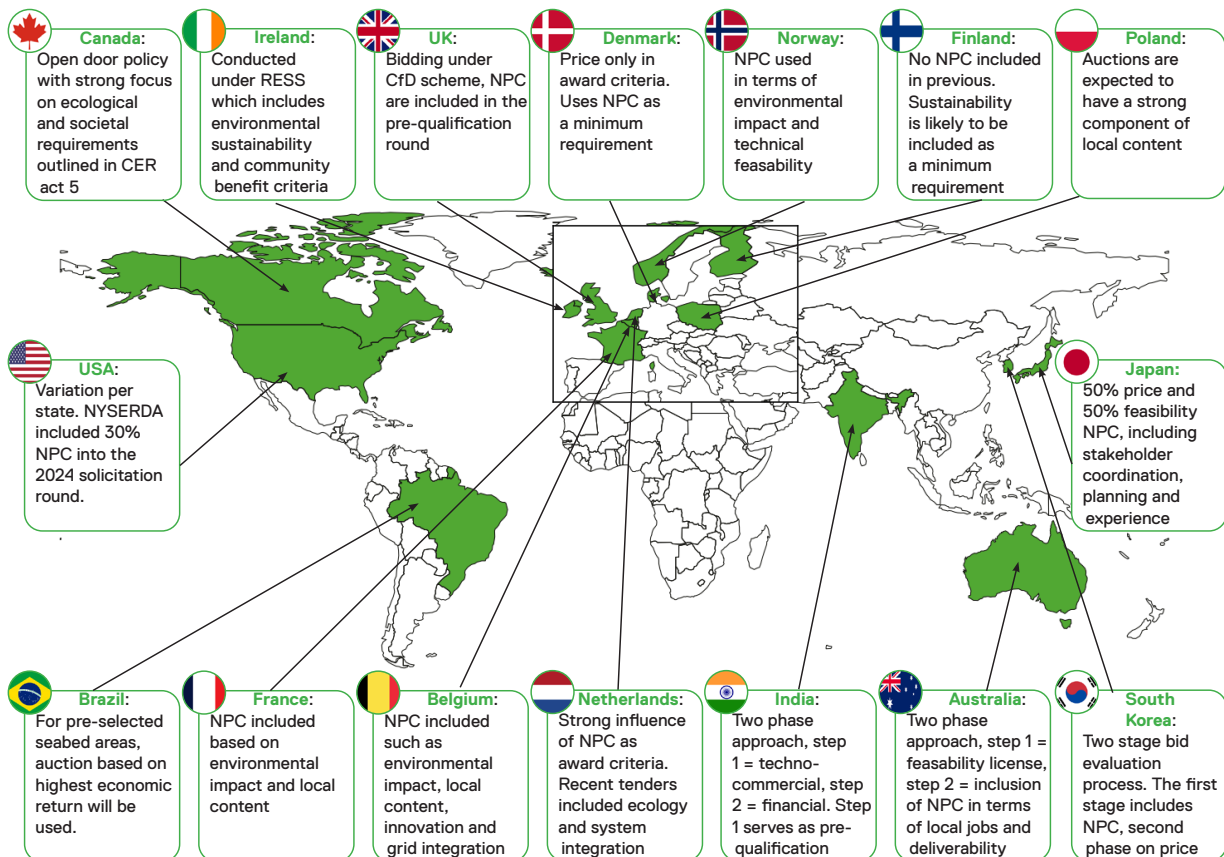 Canada:
Open door policy
with strong focus
on ecological
and societal
requirements
outlined in CER
act 5
Ireland:
Conducted
under RESS
which includes
environmental
sustainability
and community
benefit criteria
UK:
Bidding under
CfD scheme, NPC
are included in the
pre-qualification
round
Denmark:
Price only in
award criteria.
Uses NPC as
a minimum
requirement
Norway:
NPC used
in terms of
environmental
impact and
technical
feasability
Finland:
No NPC included
in previous.
Sustainability
is likely to be
included as
a minimum
requirement
Poland:
Auctions are
expected to
have a strong
component of
local content
USA:
Variation per
state. NYSERDA
included 30%
NPC into the
2024 solicitation
round.
Japan:
50% price and
50% feasibility
NPC, including
stakeholder
coordination,
planning and
experience
Brazil:
For pre-selected
seabed areas,
auction based on
highest economic
return will be
used.
France:
NPC included
based on
environmental
impact and local
content
Belgium:
NPC included
such as
environmental
impact, local
content,
innovation and
grid integration
Netherlands:
Strong influence
of NPC as
award criteria.
Recent tenders
included ecology
and system
integration
India:
Two phase
approach, step
1 = techno-
commercial, step
2 = financial. Step
1 serves as pre-
qualification
Australia:
Two phase
approach, step 1 =
feasability license,
step 2 = inclusion
of NPC in terms
of local jobs and
deliverability
South
Korea:
Two stage bid
evaluation
process. The first
stage includes
NPC, second
phase on price